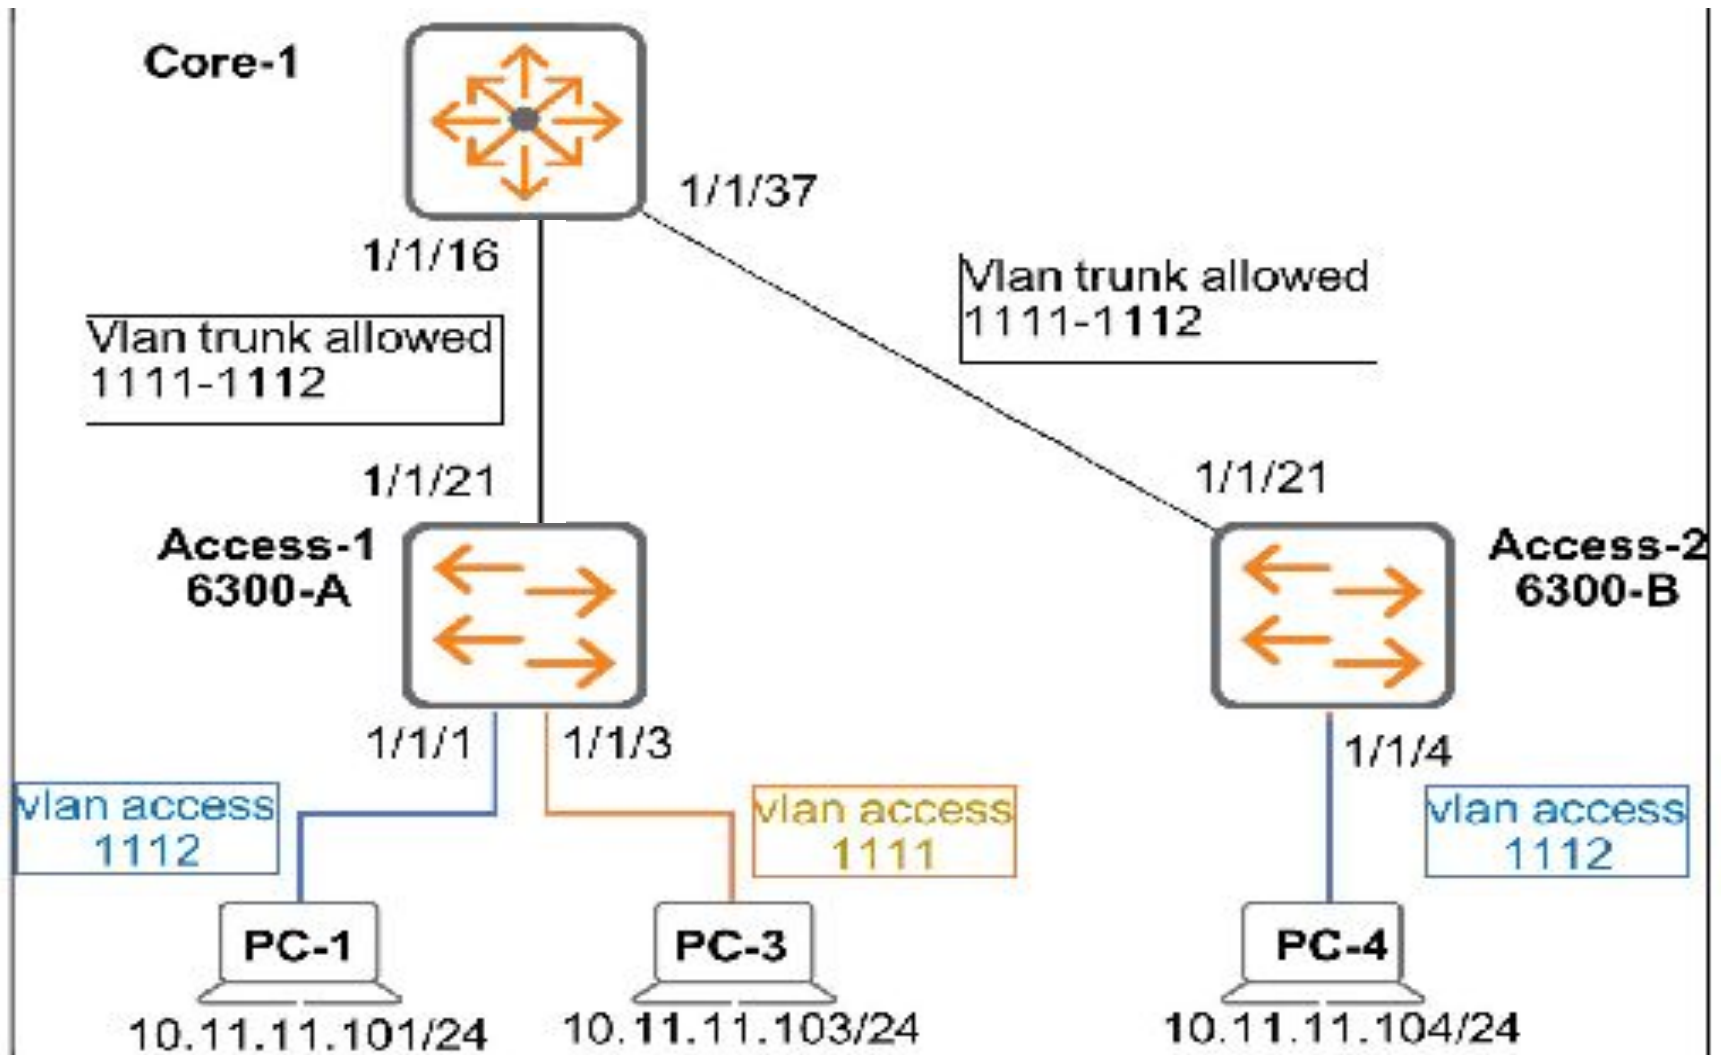 Core-1
1/1/37
1/1/16
Vlan trunk allowed
1111-1112
Vlan trunk allowed
1111-1112
1/1/21
1/1/21
Access-1
6300-A
Access-2
6300-B
1/1/1
1/1/3
1/1/4
vlan access
1112
vlan access
1111
vlan access
1112
PC-1
PC-3
PC-4
10.11.11.101/24
10.11.11.103/24
10.11.11.104/24